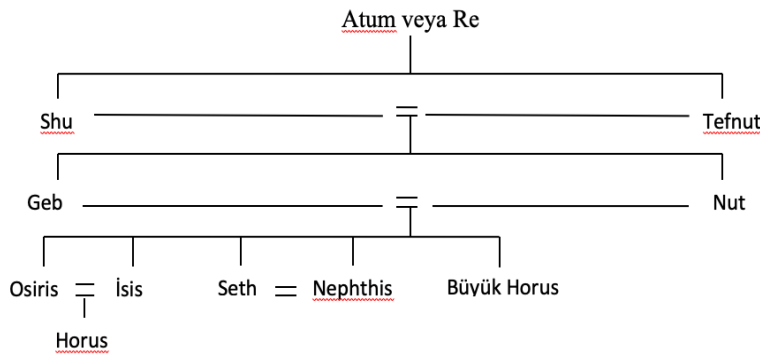 Atum veya Re
Shu Tefnut
Geb Nut
Osiris İsis Seth Nephthis Büyük Horus
Horus